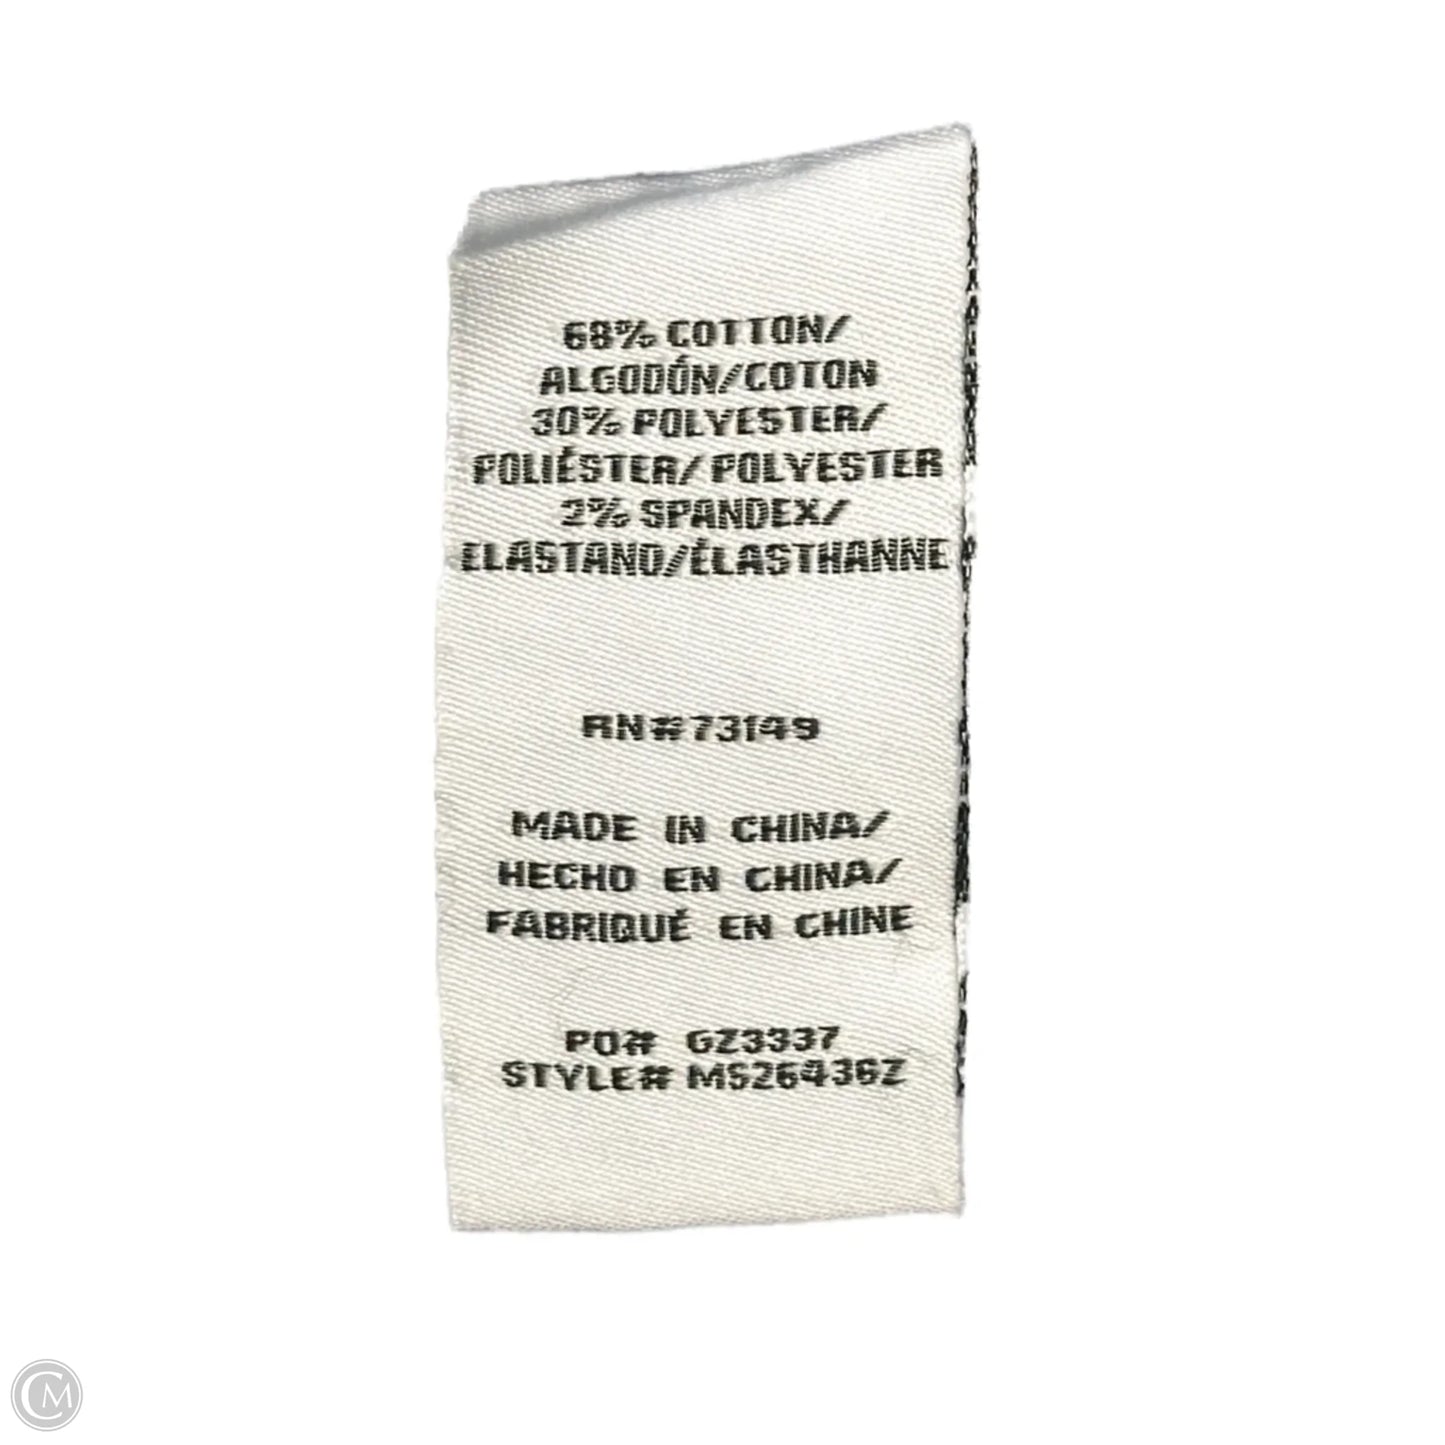 68% COTTON/
ALGODÓN/COTON
30% POLYESTER/
POLIÉSTER/POLYESTER
2% SPANDEX/
ELASTANO/ÉLASTHANNE
RN#73149
MADE IN CHINA/
HECHO EN CHINA/
FABRIQUÉ EN CHINE
PO# GZ3337
STYLE# MS26436Z
CM